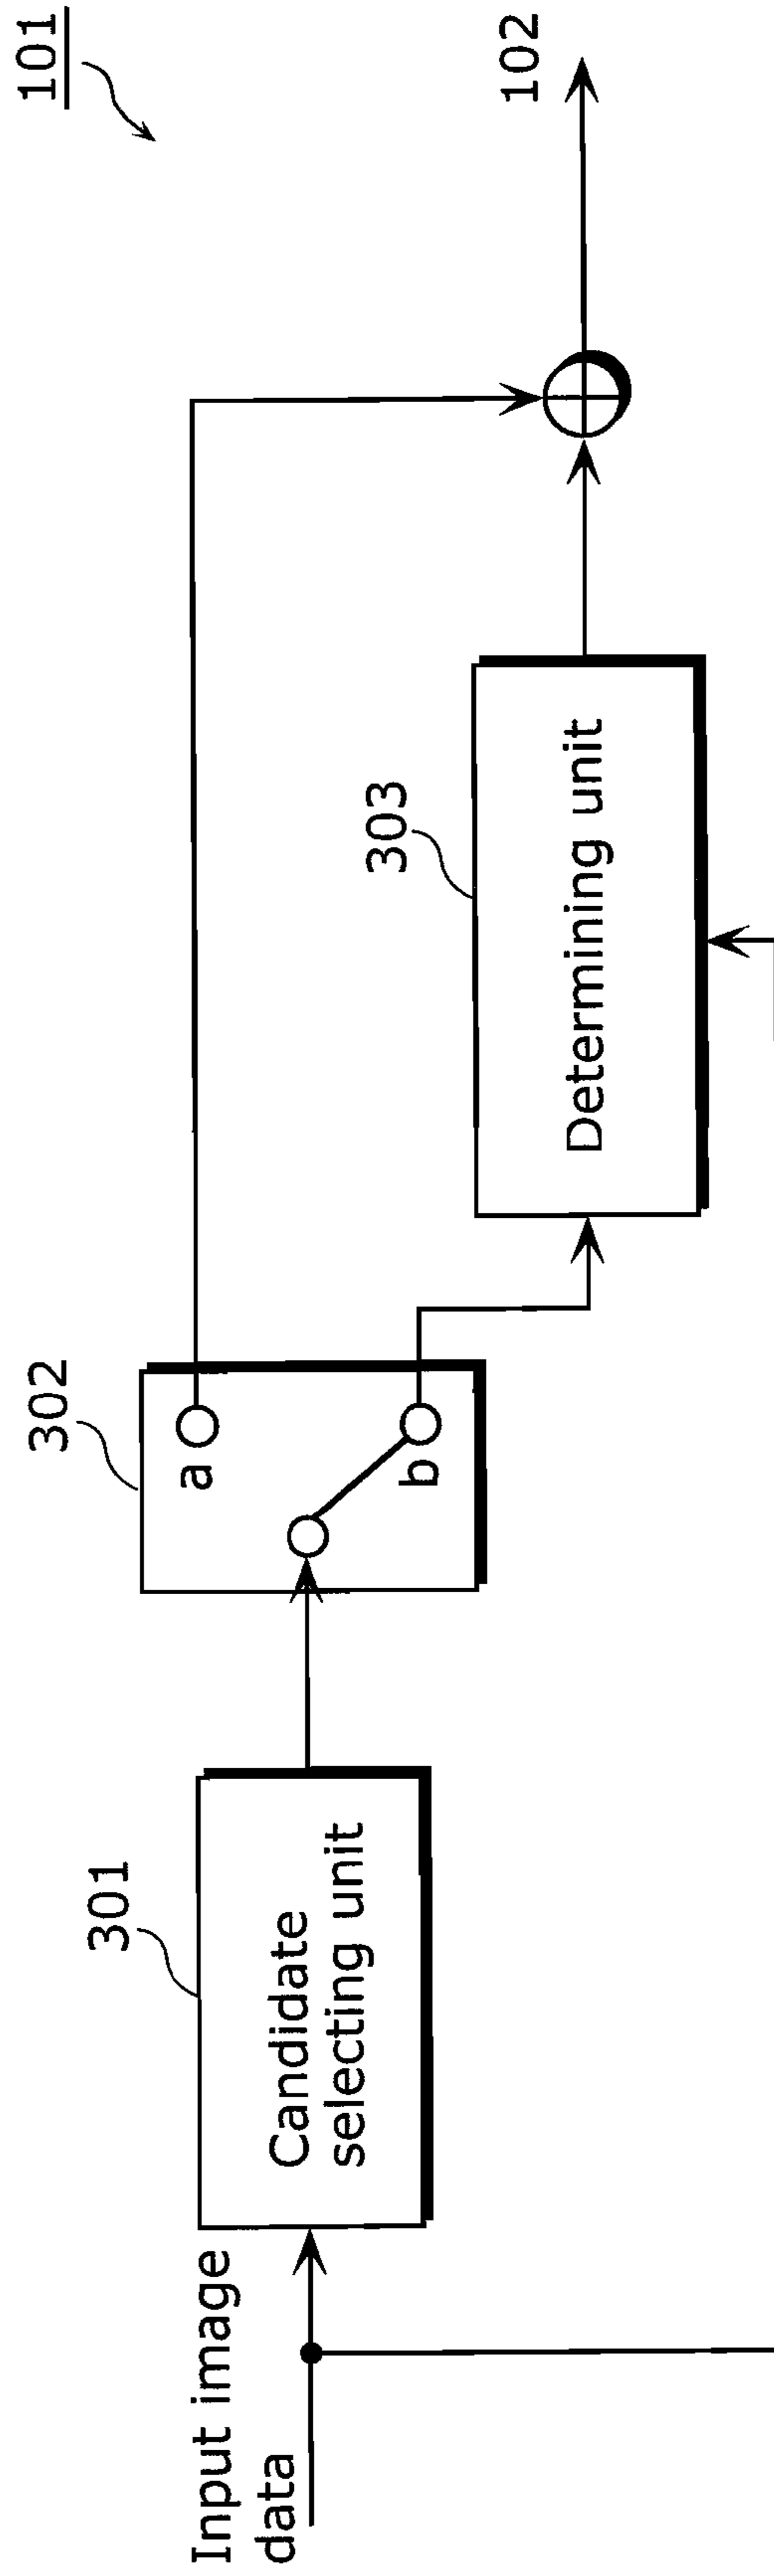 101
Input image
data
301
Candidate
selecting unit
302
a
b
303
Determining unit
102